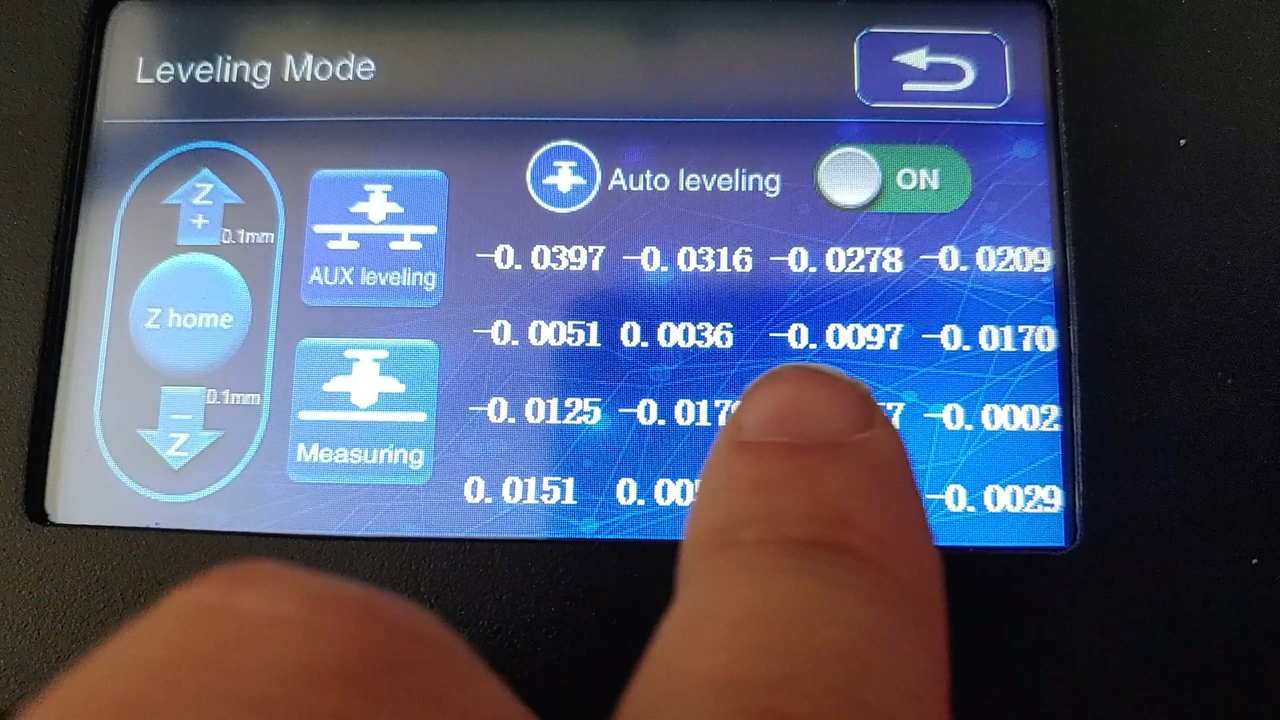 Leveling Mode
Z
+
0.1mm
Z home
0.1mm
−
Z
AUX leveling
Measuring
Auto leveling ON
-0.0397 -0.0316 -0.0278 -0.0209
-0.0051 0.0036 -0.0097 -0.0170
-0.0125 -0.0002
0.0151 -0.0029